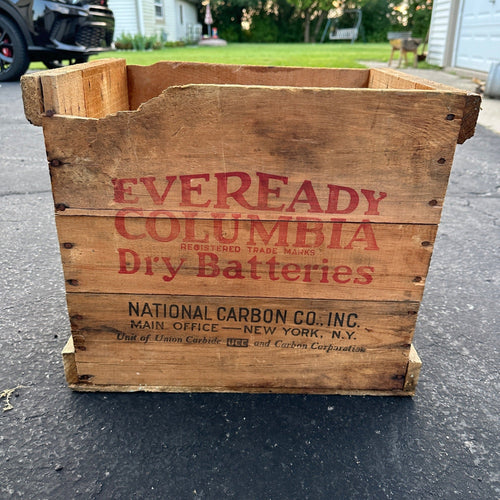 EVEREADY
COLUMBIA
REGISTERED TRADE MARKS
Dry Batteries
NATIONAL CARBON CO., INC.
MAIN OFFICE — NEW YORK, N.Y.
Unit of Union Carbide UCC and Carbon Corporation